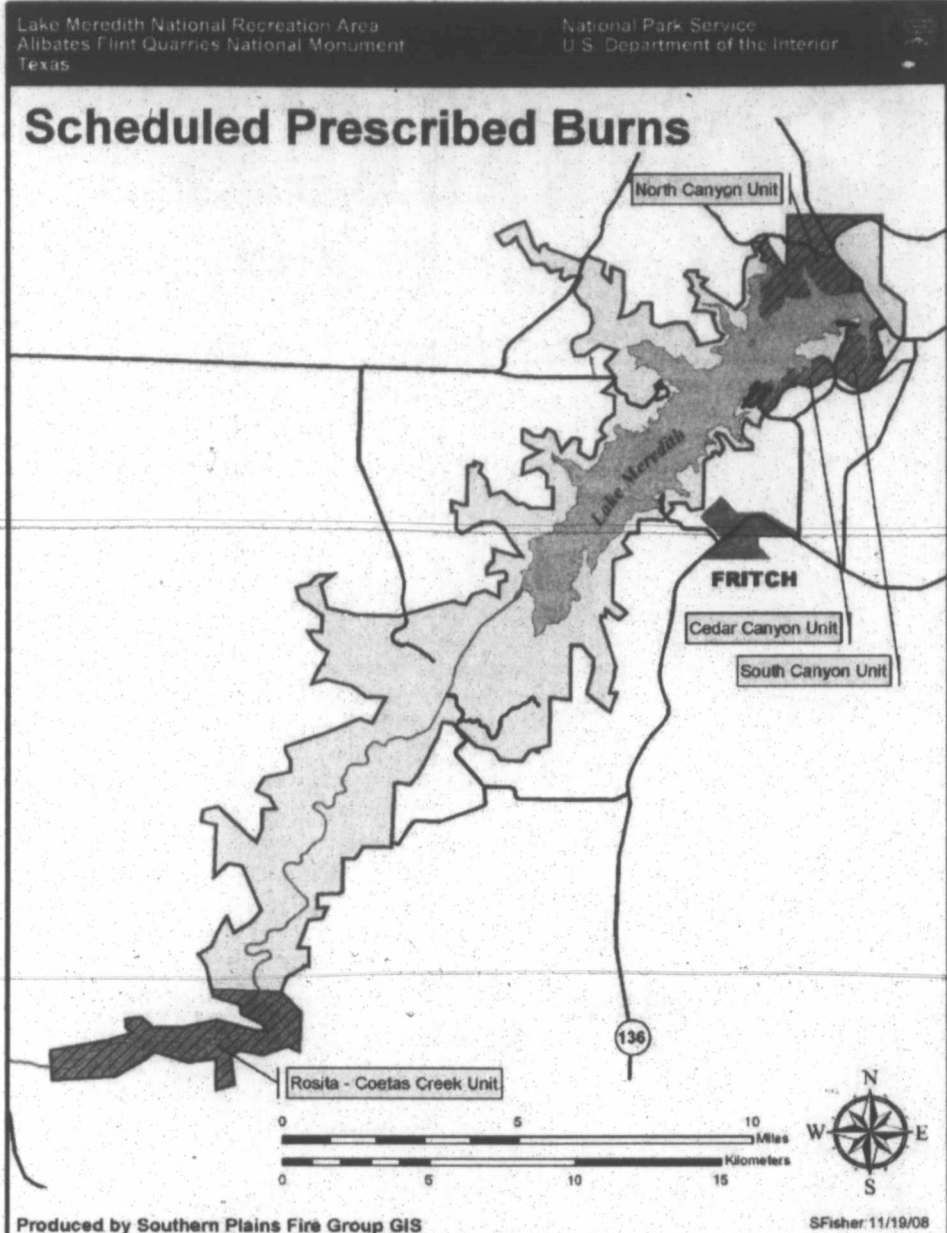 Lake Meredith National Recreation Area
Alibates Flint Quarries National Monument
Texas
National Park Service
U.S. Department of the Interior
Scheduled Prescribed Burns
North Canyon Unit
Lake Meredith
FRITCH
Cedar Canyon Unit
South Canyon Unit
136
Rosita - Coetas Creek Unit
0 5 10
Miles
Kilometers
0 5 10 15
N
W E
S
Produced by Southern Plains Fire Group GIS
SFisher 11/19/08